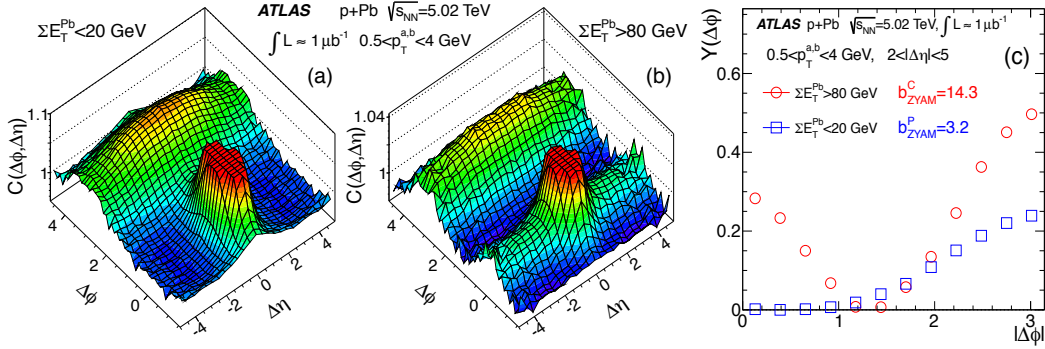 ΣE_T^Pb<20 GeV
ATLAS p+Pb √s_NN=5.02 TeV
∫L ≈ 1 μb⁻¹ 0.5<p_T^a,b<4 GeV
ΣE_T^Pb>80 GeV
(a)
(b)
C(Δϕ,Δη)
1.1
1
4
2
0
Δϕ
-4
-2
0
2
4
Δη
C(Δϕ,Δη)
1.04
1
4
2
0
Δϕ
-4
-2
0
2
4
Δη
Y(Δϕ)
ATLAS p+Pb √s_NN=5.02 TeV, ∫L ≈ 1 μb⁻¹
0.5<p_T^a,b<4 GeV, 2<|Δη|<5
(c)
ΣE_T^Pb>80 GeV b_ZYAM^C=14.3
ΣE_T^Pb<20 GeV b_ZYAM^P=3.2
0.6
0.4
0.2
0
0
1
2
3
|Δϕ|